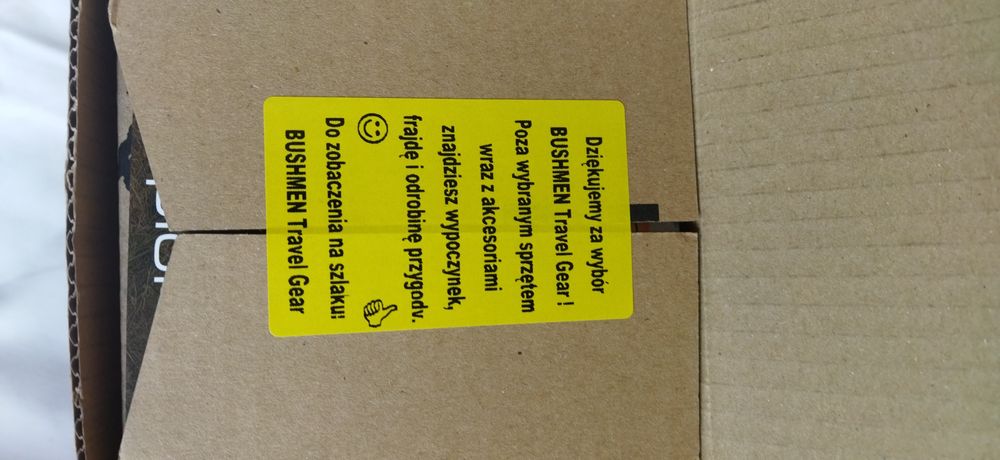 Dziękujemy za wybór
BUSHMEN Travel Gear !
Poza wybranym sprzętem
wraz z akcesoriami
znajdziesz wypoczynek,
frajdę i odrobinę przygody.
Do zobaczenia na szlaku!
BUSHMEN Travel Gear